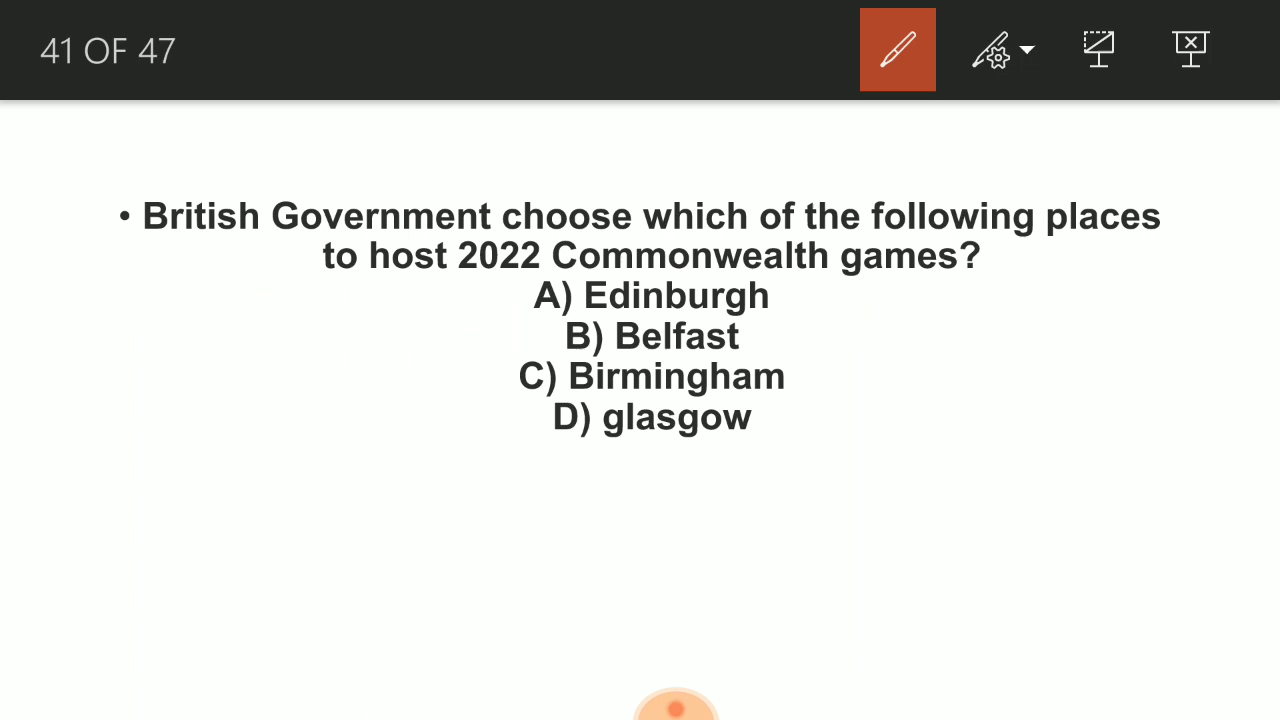 41 OF 47
• British Government choose which of the following places
to host 2022 Commonwealth games?
A) Edinburgh
B) Belfast
C) Birmingham
D) glasgow